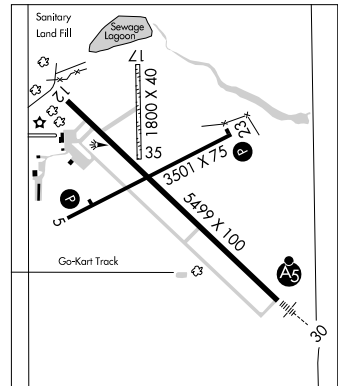 Sanitary
Land Fill
Sewage
Lagoon
17
12
1800 X 40
35
23
P
3501 X 75
P
5
5499 X 100
Go-Kart Track
A5
30